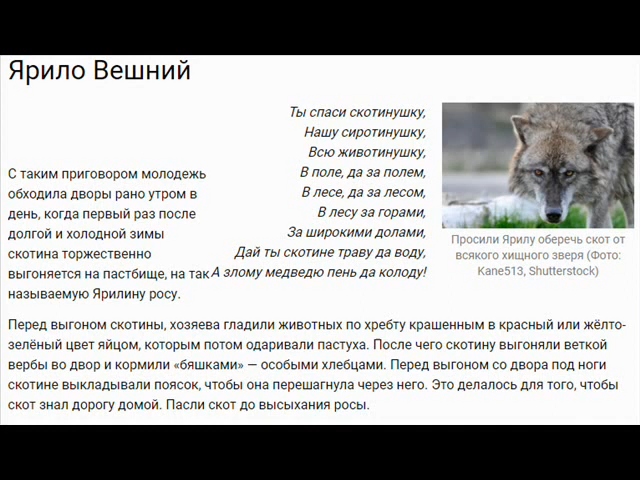 Ярило Вешний
Ты спаси скотинушку,
Нашу сиротинушку,
Всю животинушку,
В поле, да за полем,
В лесе, да за лесом,
В лесу за горами,
За широкими долами,
Дай ты скотине траву да воду,
А злому медведю пень да колоду!
С таким приговором молодежь
обходила дворы рано утром в
день, когда первый раз после
долгой и холодной зимы
скотина торжественно
выгоняется на пастбище, на так
называемую Ярилину росу.
Просили Ярилу оберечь скот от
всякого хищного зверя (Фото:
Kane513, Shutterstock)
Перед выгоном скотины, хозяева гладили животных по хребту крашенным в красный или жёлто-
зелёный цвет яйцом, которым потом одаривали пастуха. После чего скотину выгоняли веткой
вербы во двор и кормили «бяшками» — особыми хлебцами. Перед выгоном со двора под ноги
скотине выкладывали поясок, чтобы она перешагнула через него. Это делалось для того, чтобы
скот знал дорогу домой. Пасли скот до высыхания росы.